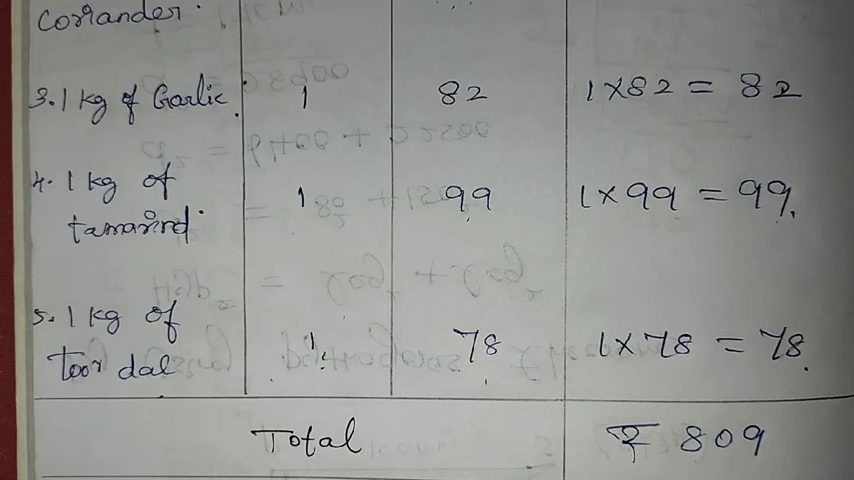 coriander.
3. 1 kg of Garlic. 1 82 1×82 = 82
4. 1 kg of 1 99 1×99 = 99.
tamarind.
5. 1 kg of 1. 78 1×78 = 78.
Toor dal
Total ₹ 809